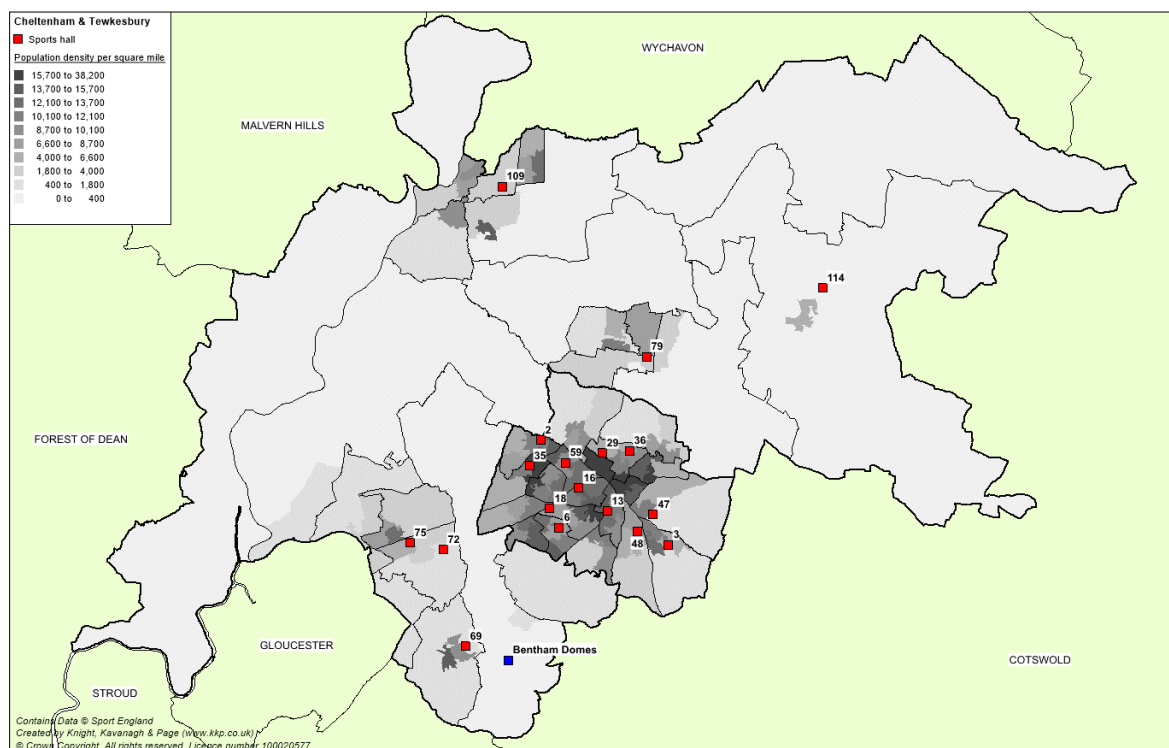 Cheltenham & Tewkesbury
Sports hall
Population density per square mile
15,700 to 38,200
13,700 to 15,700
12,100 to 13,700
10,100 to 12,100
8,700 to 10,100
6,600 to 8,700
4,000 to 6,600
1,800 to 4,000
400 to 1,800
0 to 400
WYCHAVON
MALVERN HILLS
109
114
79
FOREST OF DEAN
2
29
36
59
35
16
18
13
47
6
48
3
75
72
69
GLOUCESTER
Bentham Domes
COTSWOLD
STROUD
Contains Data © Sport England
Created by Knight, Kavanagh & Page (www.kkp.co.uk)
© Crown Copyright. All rights reserved. Licence number 100020577